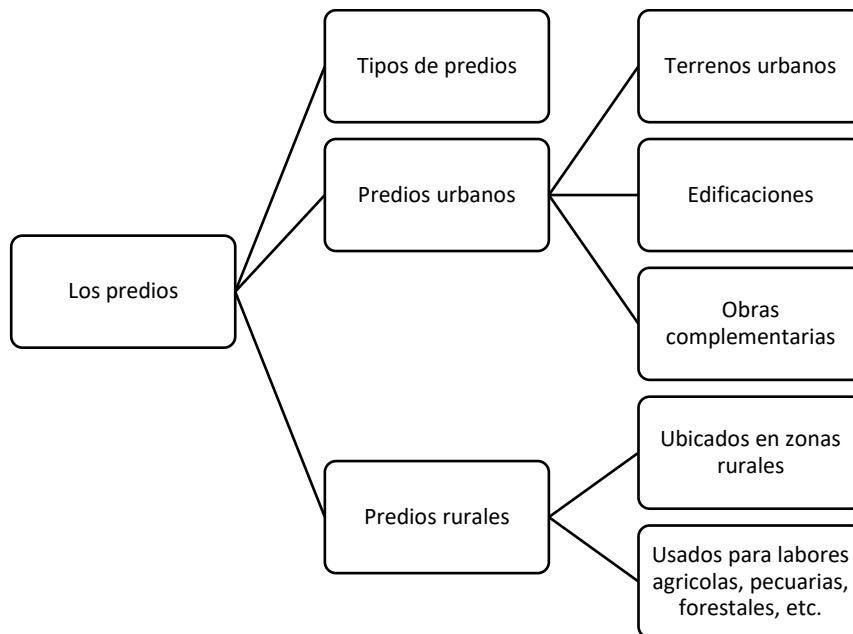 Los predios
Tipos de predios
Predios urbanos
Terrenos urbanos
Edificaciones
Obras
complementarias
Predios rurales
Ubicados en zonas
rurales
Usados para labores
agricolas, pecuarias,
forestales, etc.